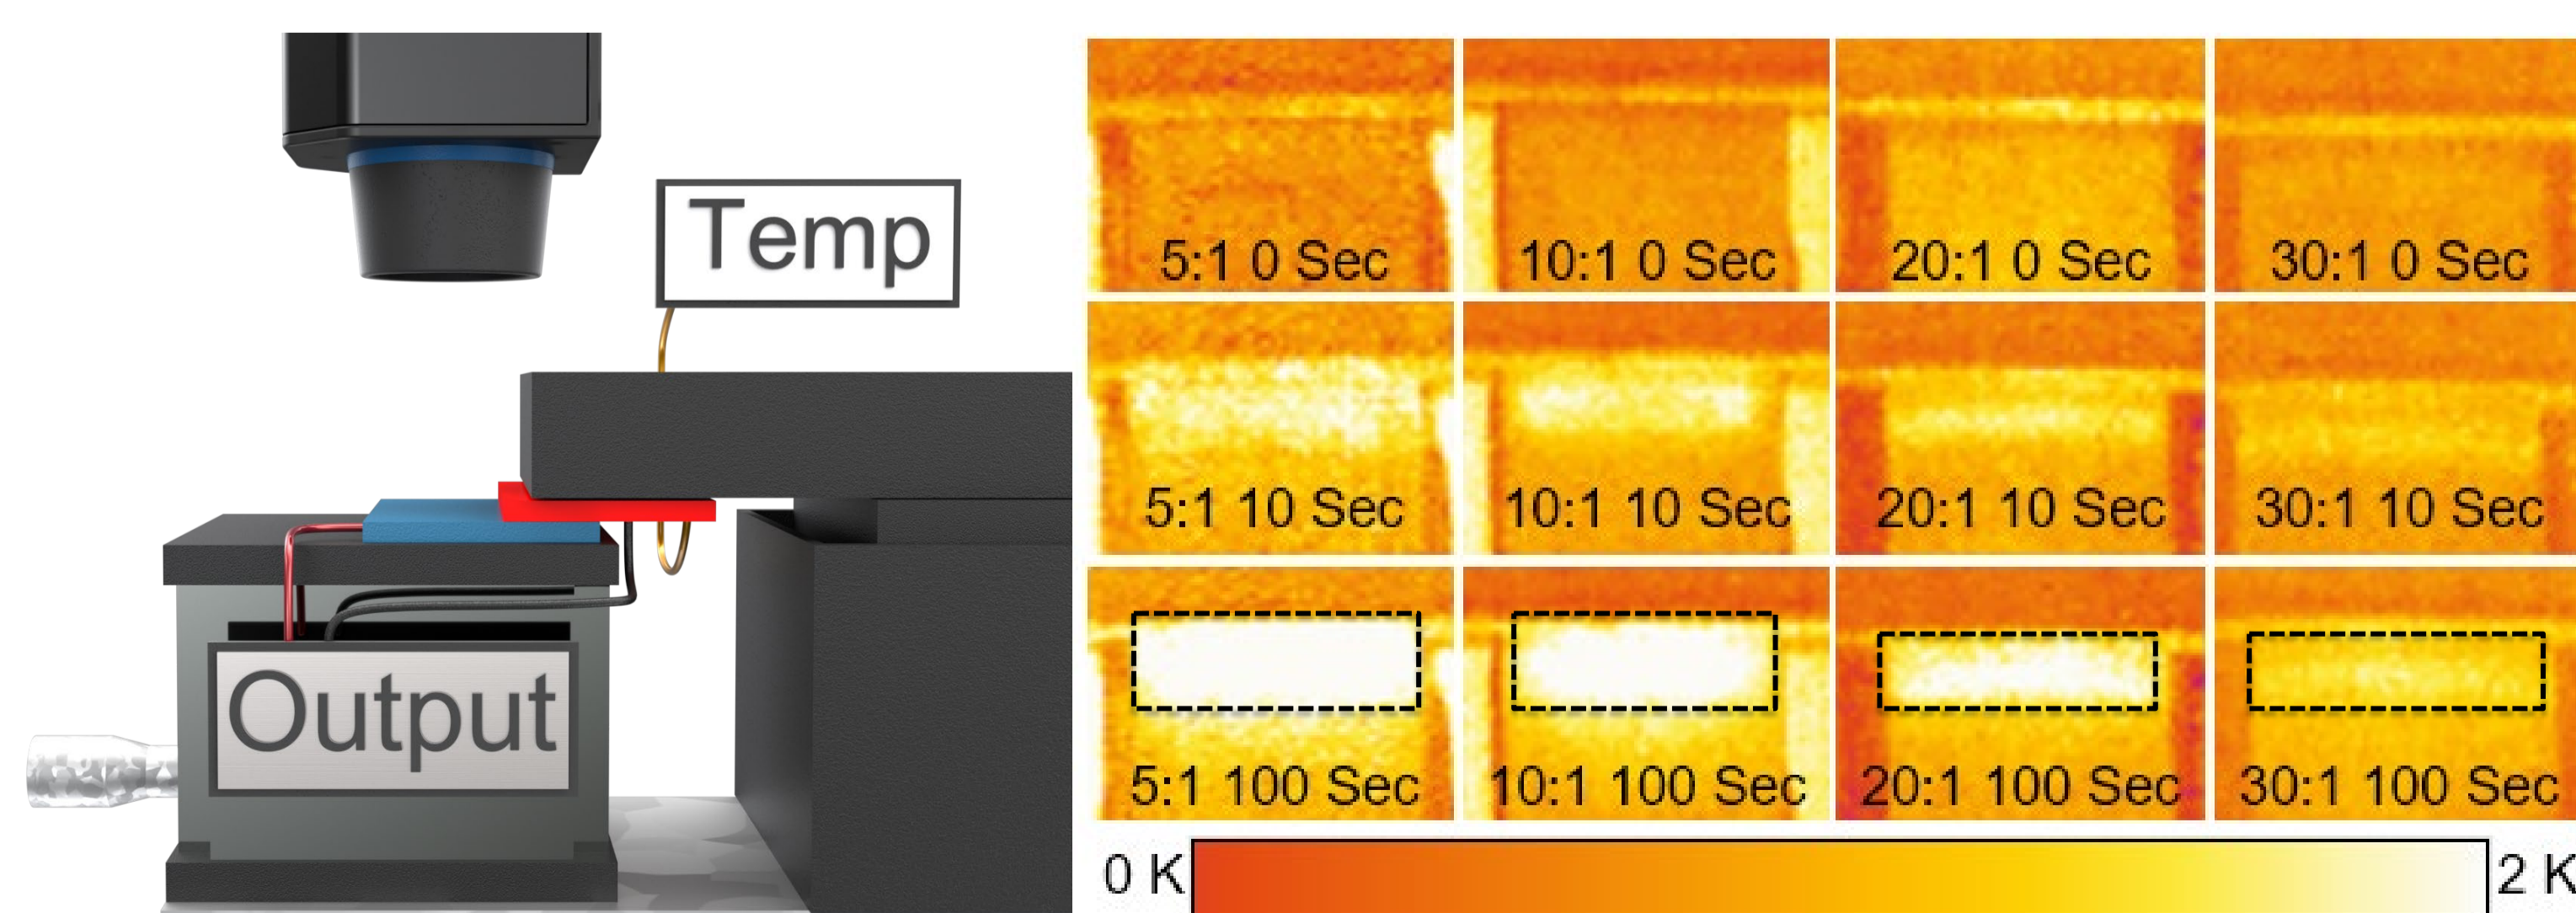 Temp
Output
5:1 0 Sec
10:1 0 Sec
20:1 0 Sec
30:1 0 Sec
5:1 10 Sec
10:1 10 Sec
20:1 10 Sec
30:1 10 Sec
5:1 100 Sec
10:1 100 Sec
20:1 100 Sec
30:1 100 Sec
0 K
2 K